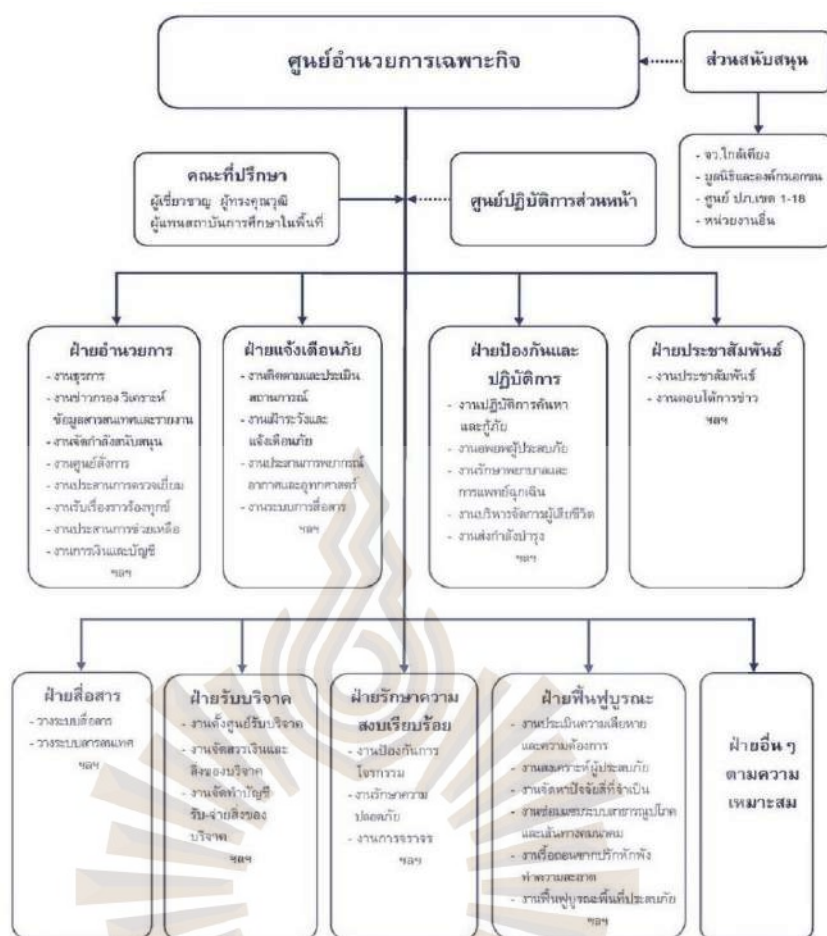 ศูนย์อำนวยการเฉพาะกิจ
ส่วนสนับสนุน
- จว.ใกล้เคียง
- มูลนิธิและองค์กรเอกชน
- ศูนย์ ปภ.เขต 1-18
- หน่วยงานอื่น
คณะที่ปรึกษา
ผู้เชี่ยวชาญ ผู้ทรงคุณวุฒิ
ผู้แทนสถาบันการศึกษาในพื้นที่
ศูนย์ปฏิบัติการส่วนหน้า
ฝ่ายอำนวยการ
- งานธุรการ
- งานข่าวกรอง วิเคราะห์
ข้อมูลสารสนเทศและรายงาน
- งานจัดกำลังสนับสนุน
- งานศูนย์สั่งการ
- งานประสานการตรวจเยี่ยม
- งานรับเรื่องราวร้องทุกข์
- งานประสานการช่วยเหลือ
- งานการเงินและบัญชี
ฯลฯ
ฝ่ายแจ้งเตือนภัย
- งานติดตามและประเมิน
สถานการณ์
- งานเฝ้าระวังและ
แจ้งเตือนภัย
- งานประสานการพยากรณ์
อากาศและอุทกศาสตร์
- งานระบบการสื่อสาร
ฯลฯ
ฝ่ายป้องกันและ
ปฏิบัติการ
- งานปฏิบัติการค้นหา
และกู้ภัย
- งานอพยพผู้ประสบภัย
- งานรักษาพยาบาลและ
การแพทย์ฉุกเฉิน
- งานบริหารจัดการผู้เสียชีวิต
- งานส่งกำลังบำรุง
ฯลฯ
ฝ่ายประชาสัมพันธ์
- งานประชาสัมพันธ์
- งานตอบโต้การข่าว
ฯลฯ
ฝ่ายสื่อสาร
- วางระบบสื่อสาร
- วางระบบสารสนเทศ
ฯลฯ
ฝ่ายรับบริจาค
- งานตั้งศูนย์รับบริจาค
- งานจัดสรรเงินและ
สิ่งของบริจาค
- งานจัดทำบัญชี
รับ-จ่ายสิ่งของ
บริจาค
ฯลฯ
ฝ่ายรักษาความ
สงบเรียบร้อย
- งานป้องกันการ
โจรกรรม
- งานรักษาความ
ปลอดภัย
- งานการจราจร
ฯลฯ
ฝ่ายฟื้นฟูบูรณะ
- งานประเมินความเสียหาย
และความต้องการ
- งานสงเคราะห์ผู้ประสบภัย
- งานจัดหาปัจจัยสี่ที่จำเป็น
- งานซ่อมแซมระบบสาธารณูปโภค
และเส้นทางคมนาคม
- งานรื้อถอนซากปรักหักพัง
ทำความสะอาด
- งานฟื้นฟูบูรณะพื้นที่ประสบภัย
ฯลฯ
ฝ่ายอื่น ๆ
ตามความ
เหมาะสม